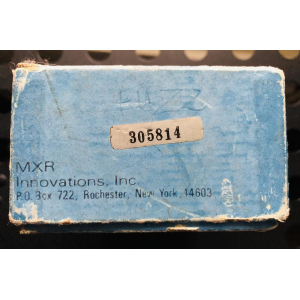 305814
MXR
Innovations, Inc.
P.O. Box 722, Rochester, New York 14603